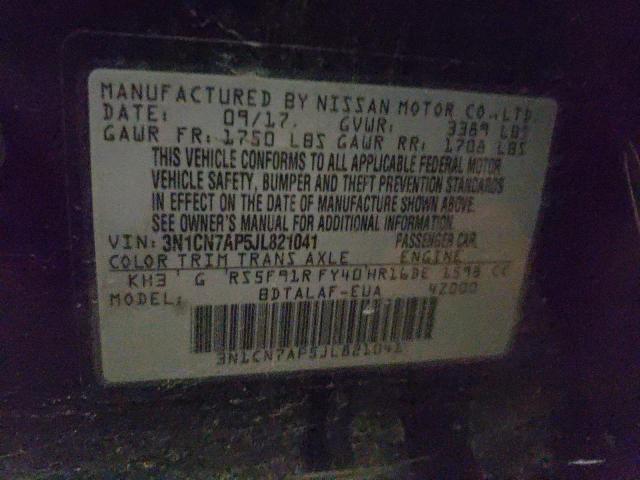 MANUFACTURED BY NISSAN MOTOR CO.,LTD.
DATE: 09/17. GVWR: 3389 LBS
GAWR FR: 1750 LBS GAWR RR: 1708 LBS
THIS VEHICLE CONFORMS TO ALL APPLICABLE FEDERAL MOTOR
VEHICLE SAFETY, BUMPER AND THEFT PREVENTION STANDARDS
IN EFFECT ON THE DATE OF MANUFACTURE SHOWN ABOVE.
SEE OWNER'S MANUAL FOR ADDITIONAL INFORMATION.
VIN: 3N1CN7AP5JL821041 PASSENGER CAR
COLOR TRIM TRANS AXLE ENGINE
KH3 G RS5F91R FY40 HR16DE 1598 CC
MODEL: BDTALAF-EUA 4Z000
3N1CN7AP5JL821041